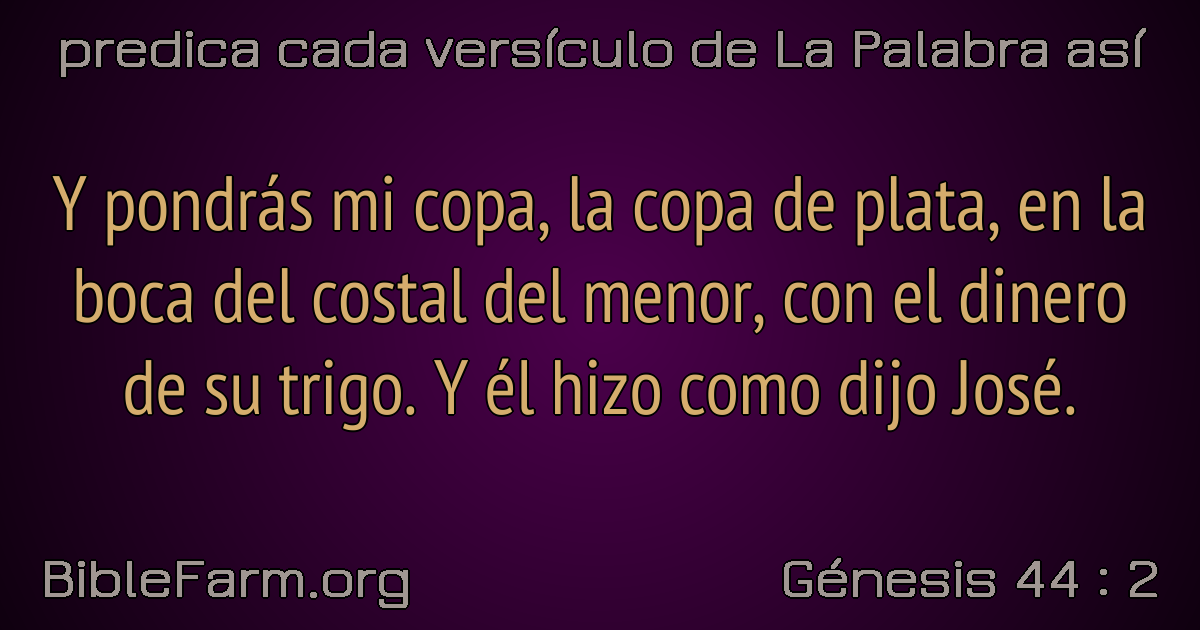 predica cada versículo de La Palabra así
Y pondrás mi copa, la copa de plata, en la
boca del costal del menor, con el dinero
de su trigo. Y él hizo como dijo José.
BibleFarm.org
Génesis 44 : 2